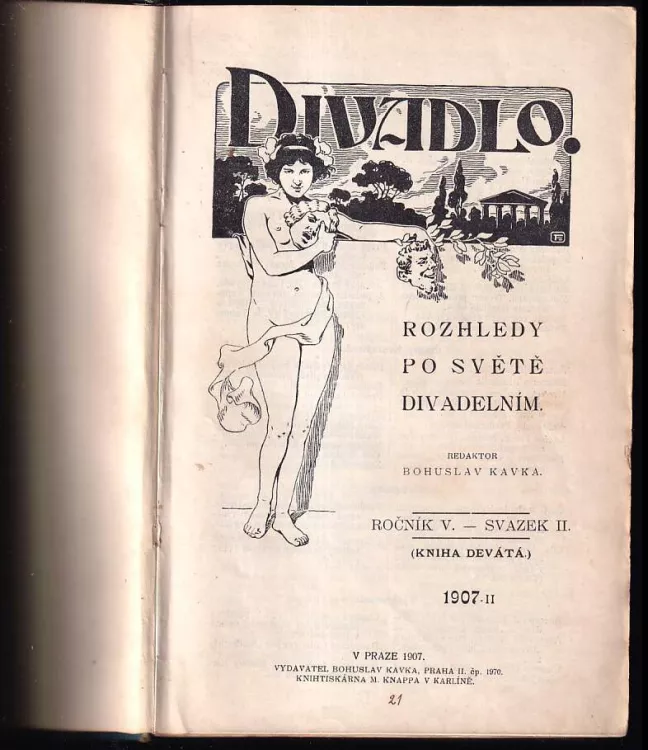 DIVADLO.
ROZHLEDY
PO SVĚTĚ
DIVADELNÍM.
REDAKTOR
BOHUSLAV KAVKA.
ROČNÍK V. — SVAZEK II.
(KNIHA DEVÁTÁ.)
1907-II
V PRAZE 1907.
VYDAVATEL BOHUSLAV KAVKA, PRAHA II. čp. 1970.
KNIHTISKÁRNA M. KNAPPA V KARLÍNĚ.
21